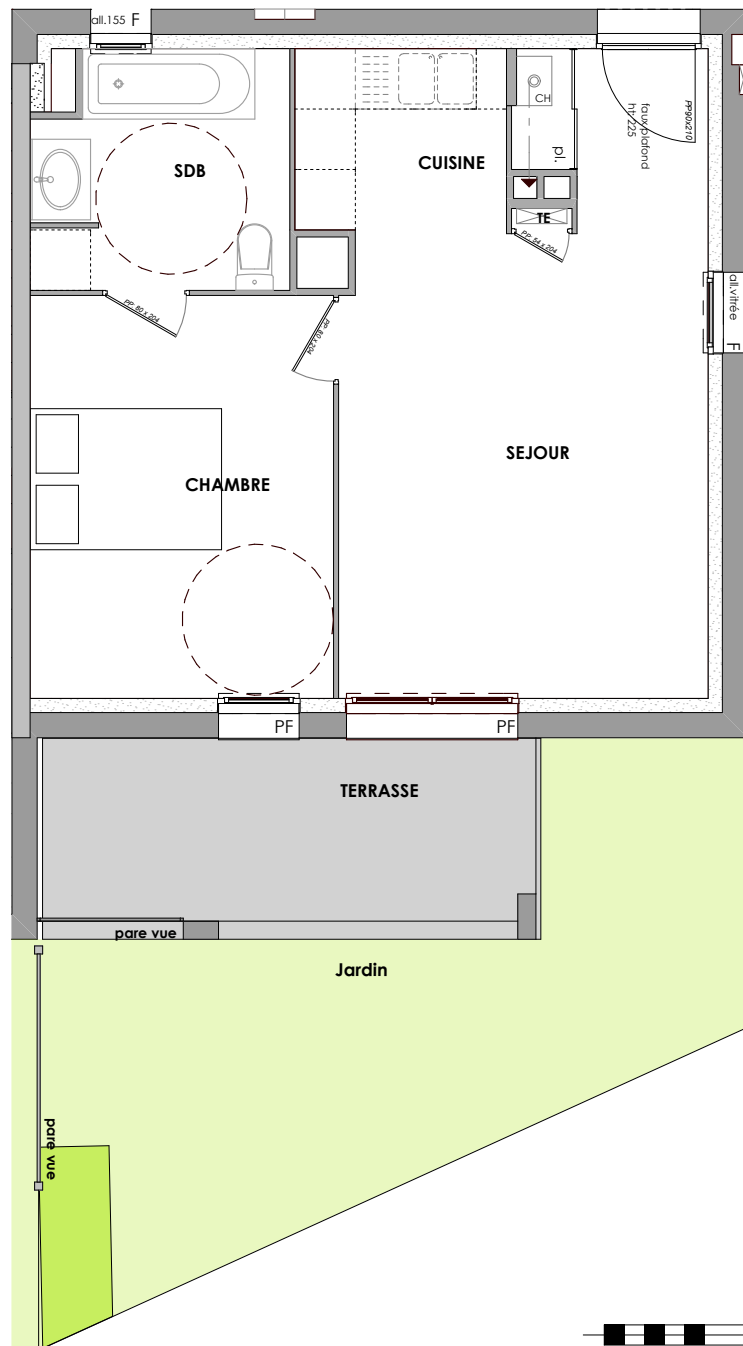 all.155 F
CH
PP90x210
faux plafond
ht:225
SDB
CUISINE
pl.
TE
PP 54 x 204
all.vitrée
F
PP 80 x 204
PP 80 x 204
SEJOUR
CHAMBRE
PF
PF
TERRASSE
pare vue
Jardin
pare vue